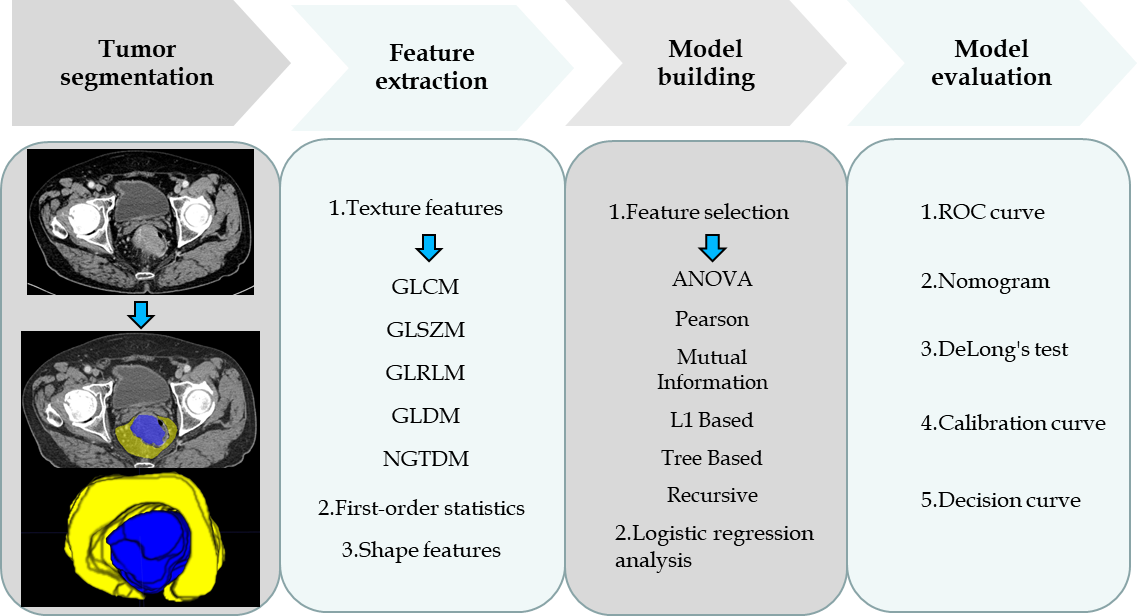 Tumor
segmentation
Feature
extraction
Model
building
Model
evaluation
1.Texture features
GLCM
GLSZM
GLRLM
GLDM
NGTDM
2.First-order statistics
3.Shape features
1.Feature selection
ANOVA
Pearson
Mutual
Information
L1 Based
Tree Based
Recursive
2.Logistic regression
analysis
1.ROC curve
2.Nomogram
3.DeLong's test
4.Calibration curve
5.Decision curve